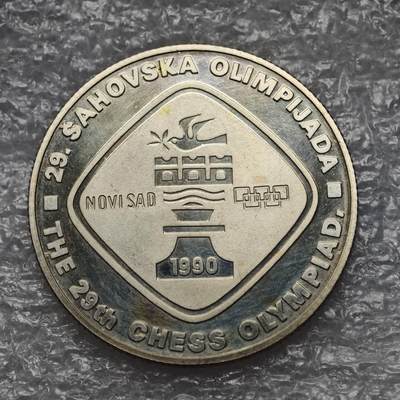 29. ŠAHOVSKA OLIMPIJADA
NOVI SAD
1990
THE 29th CHESS OLYMPIAD.